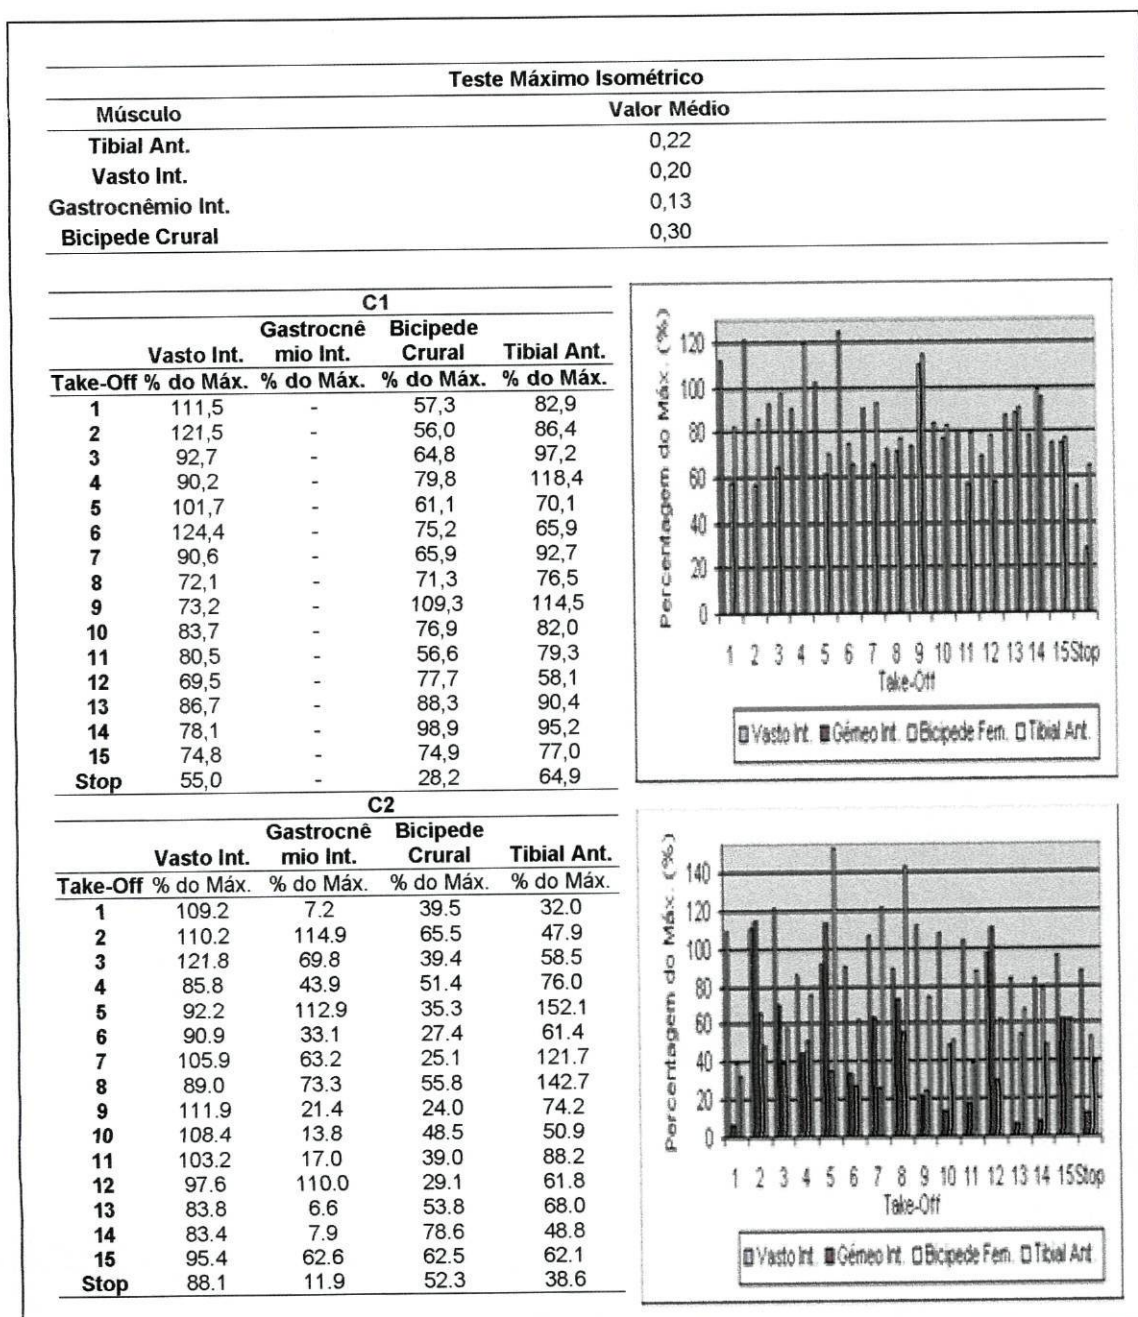 Teste Máximo Isométrico
Músculo Valor Médio
Tibial Ant. 0,22
Vasto Int. 0,20
Gastrocnêmio Int. 0,13
Bicipede Crural 0,30
C1
Gastrocnê Bicipede
Vasto Int. mio Int. Crural Tibial Ant.
Take-Off % do Máx. % do Máx. % do Máx. % do Máx.
1 111,5 - 57,3 82,9
2 121,5 - 56,0 86,4
3 92,7 - 64,8 97,2
4 90,2 - 79,8 118,4
5 101,7 - 61,1 70,1
6 124,4 - 75,2 65,9
7 90,6 - 65,9 92,7
8 72,1 - 71,3 76,5
9 73,2 - 109,3 114,5
10 83,7 - 76,9 82,0
11 80,5 - 56,6 79,3
12 69,5 - 77,7 58,1
13 86,7 - 88,3 90,4
14 78,1 - 98,9 95,2
15 74,8 - 74,9 77,0
Stop 55,0 - 28,2 64,9
Percentagem do Máx. (%)
120
100
80
60
40
20
0
1 2 3 4 5 6 7 8 9 10 11 12 13 14 15 Stop
Take-Off
Vasto Int. Gémeo Int. Bicipede Fem. Tibial Ant.
C2
Gastrocnê Bicipede
Vasto Int. mio Int. Crural Tibial Ant.
Take-Off % do Máx. % do Máx. % do Máx. % do Máx.
1 109.2 7.2 39.5 32.0
2 110.2 114.9 65.5 47.9
3 121.8 69.8 39.4 58.5
4 85.8 43.9 51.4 76.0
5 92.2 112.9 35.3 152.1
6 90.9 33.1 27.4 61.4
7 105.9 63.2 25.1 121.7
8 89.0 73.3 55.8 142.7
9 111.9 21.4 24.0 74.2
10 108.4 13.8 48.5 50.9
11 103.2 17.0 39.0 88.2
12 97.6 110.0 29.1 61.8
13 83.8 6.6 53.8 68.0
14 83.4 7.9 78.6 48.8
15 95.4 62.6 62.5 62.1
Stop 88.1 11.9 52.3 38.6
Percentagem do Máx. (%)
140
120
100
80
60
40
20
0
1 2 3 4 5 6 7 8 9 10 11 12 13 14 15 Stop
Take-Off
Vasto Int. Gémeo Int. Bicipede Fem. Tibial Ant.